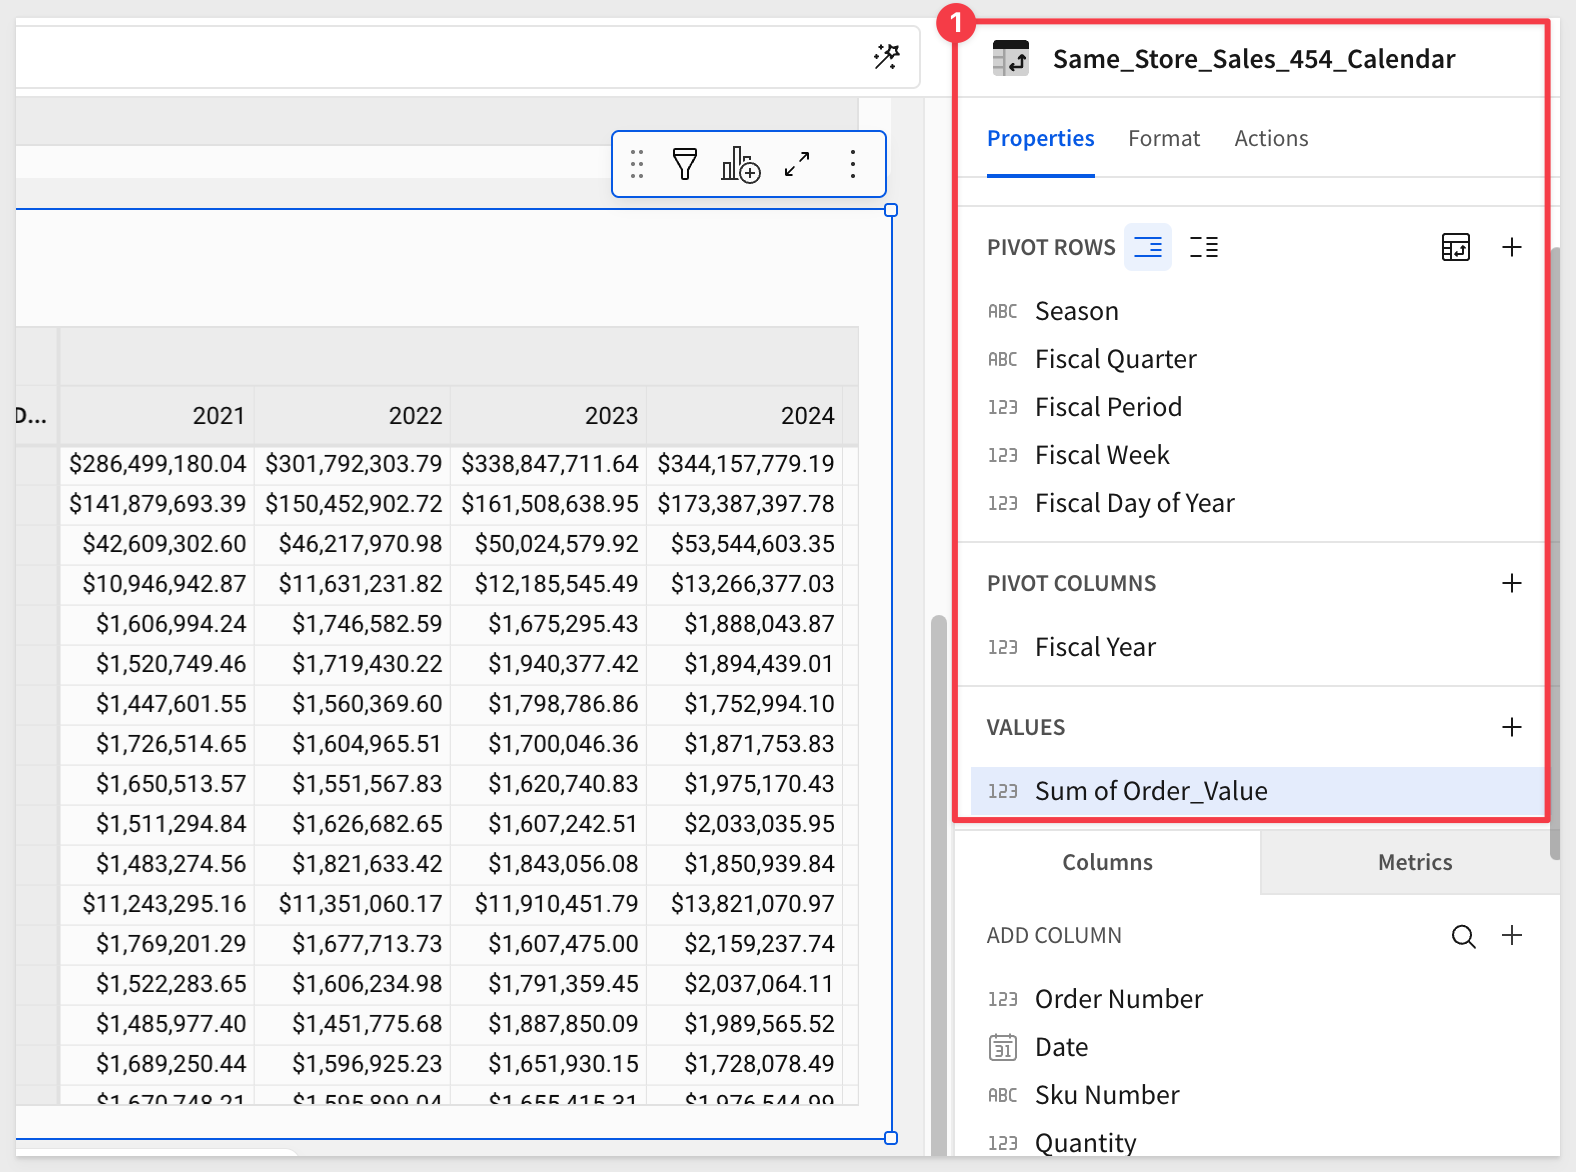 1
Same_Store_Sales_454_Calendar
Properties Format Actions
PIVOT ROWS
ABC Season
ABC Fiscal Quarter
123 Fiscal Period
123 Fiscal Week
123 Fiscal Day of Year
PIVOT COLUMNS
123 Fiscal Year
VALUES
123 Sum of Order_Value
Columns Metrics
ADD COLUMN
123 Order Number
31 Date
ABC Sku Number
123 Quantity
D... 2021 2022 2023 2024
$286,499,180.04 $301,792,303.79 $338,847,711.64 $344,157,779.19
$141,879,693.39 $150,452,902.72 $161,508,638.95 $173,387,397.78
$42,609,302.60 $46,217,970.98 $50,024,579.92 $53,544,603.35
$10,946,942.87 $11,631,231.82 $12,185,545.49 $13,266,377.03
$1,606,994.24 $1,746,582.59 $1,675,295.43 $1,888,043.87
$1,520,749.46 $1,719,430.22 $1,940,377.42 $1,894,439.01
$1,447,601.55 $1,560,369.60 $1,798,786.86 $1,752,994.10
$1,726,514.65 $1,604,965.51 $1,700,046.36 $1,871,753.83
$1,650,513.57 $1,551,567.83 $1,620,740.83 $1,975,170.43
$1,511,294.84 $1,626,682.65 $1,607,242.51 $2,033,035.95
$1,483,274.56 $1,821,633.42 $1,843,056.08 $1,850,939.84
$11,243,295.16 $11,351,060.17 $11,910,451.79 $13,821,070.97
$1,769,201.29 $1,677,713.73 $1,607,475.00 $2,159,237.74
$1,522,283.65 $1,606,234.98 $1,791,359.45 $2,037,064.11
$1,485,977.40 $1,451,775.68 $1,887,850.09 $1,989,565.52
$1,689,250.44 $1,596,925.23 $1,651,930.15 $1,728,078.49